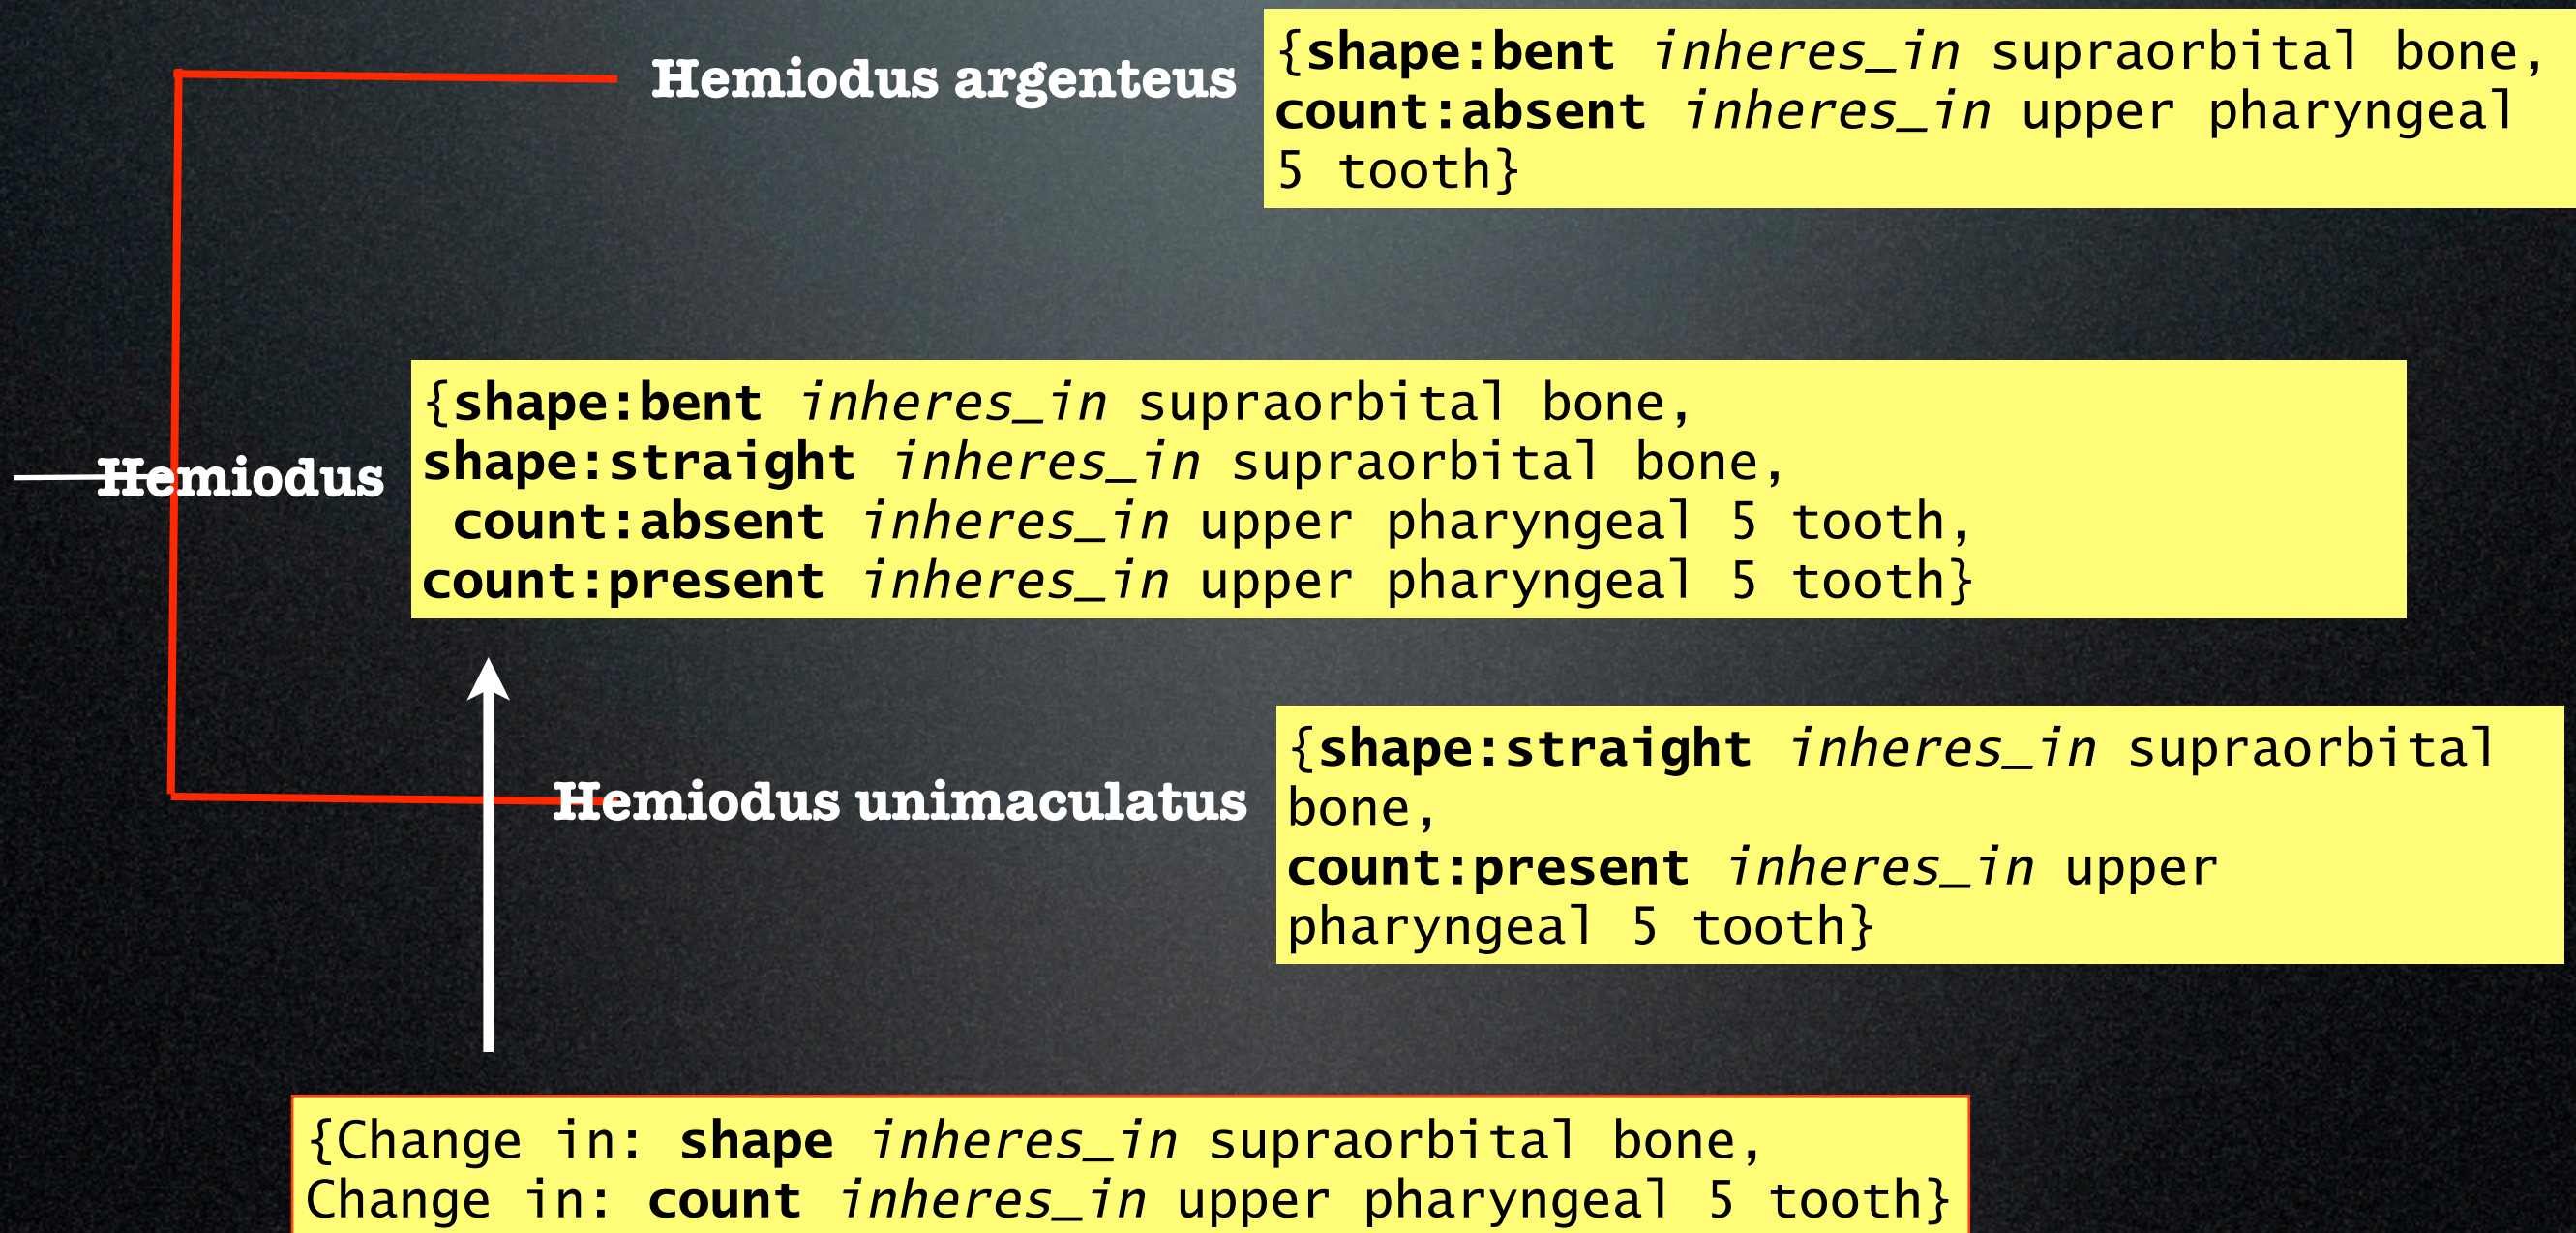 Hemiodus argenteus
{shape:bent inheres_in supraorbital bone,
count:absent inheres_in upper pharyngeal
5 tooth}
Hemiodus
{shape:bent inheres_in supraorbital bone,
shape:straight inheres_in supraorbital bone,
count:absent inheres_in upper pharyngeal 5 tooth,
count:present inheres_in upper pharyngeal 5 tooth}
Hemiodus unimaculatus
{shape:straight inheres_in supraorbital
bone,
count:present inheres_in upper
pharyngeal 5 tooth}
{Change in: shape inheres_in supraorbital bone,
Change in: count inheres_in upper pharyngeal 5 tooth}